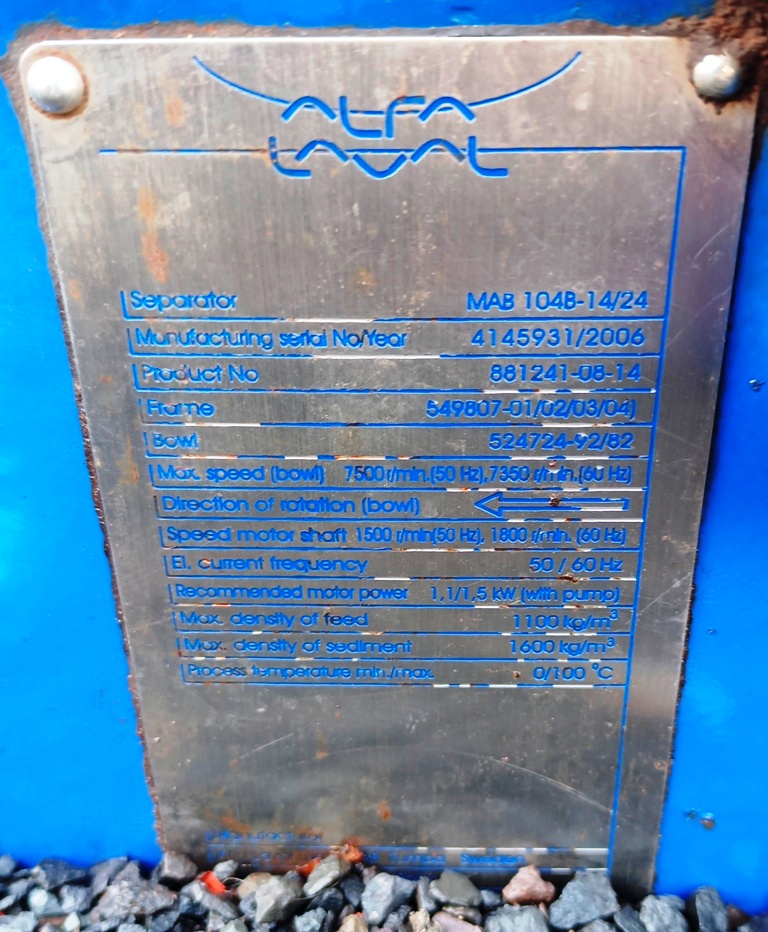 ALFA
LAVAL
Separator MAB 104B-14/24
Manufacturing serial No/Year 4145931/2006
Product No 881241-08-14
Frame 549807-01/02/03/04)
Bowl 524724-92/82
Max. speed (bowl) 7500 r/min.(50 Hz),7350 r/min.(60 Hz)
Direction of rotation (bowl)
Speed motor shaft 1500 r/min(50 Hz), 1800 r/min. (60 Hz)
El. current frequency 50 / 60 Hz
Recommended motor power 1,1/1,5 kW (with pump)
Max. density of feed 1100 kg/m³
Max. density of sediment 1600 kg/m³
Process temperature min./max. 0/100 °C
Manufacturer
Sweden